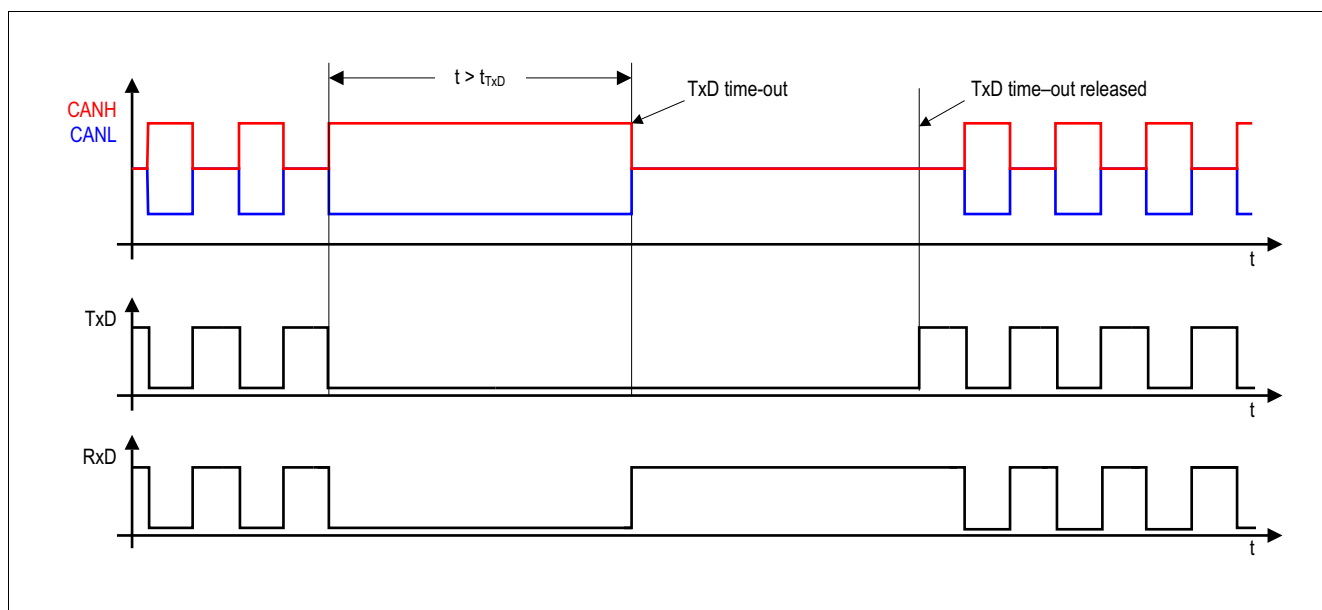 t > tTxD
TxD time-out
TxD time–out released
CANH
CANL
t
TxD
t
RxD
t